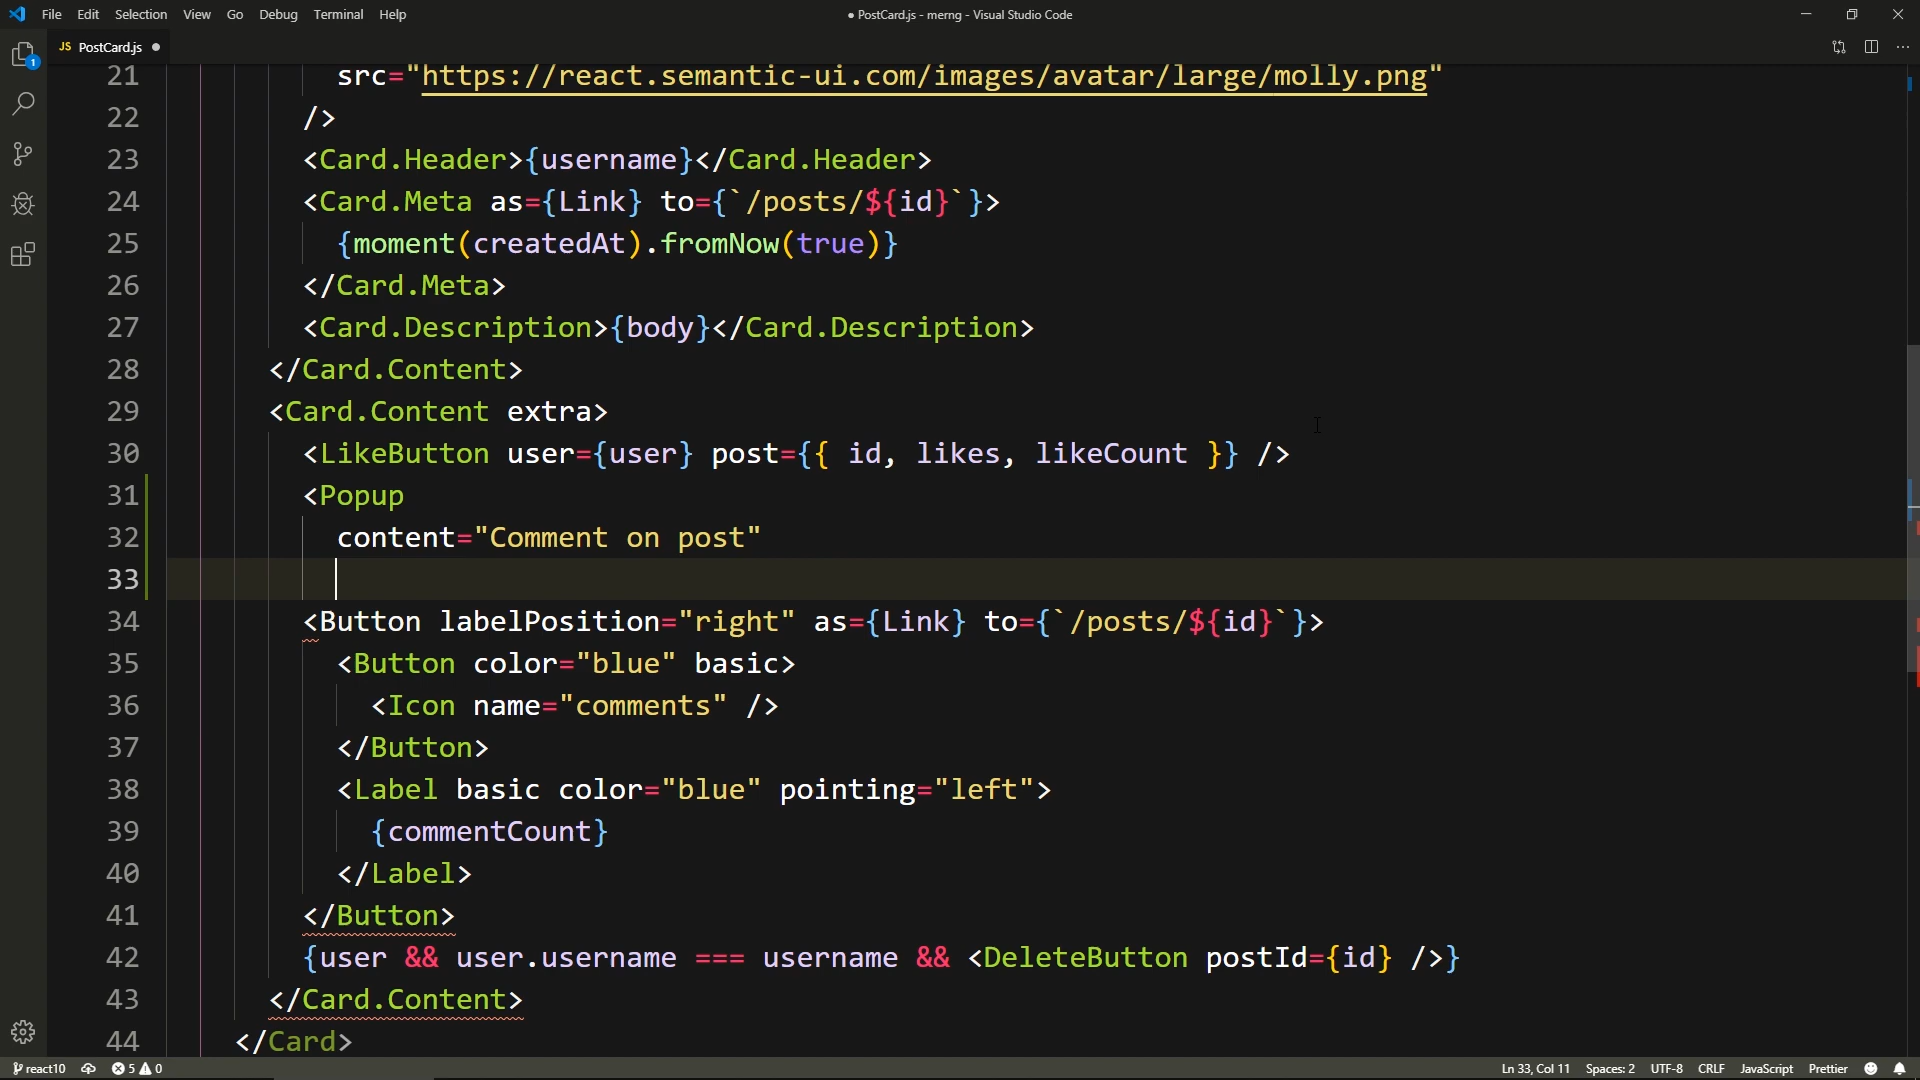 File Edit Selection View Go Debug Terminal Help
● PostCard.js - merng - Visual Studio Code
JS PostCard.js ●
1
21 src="https://react.semantic-ui.com/images/avatar/large/molly.png"
22 />
23 <Card.Header>{username}</Card.Header>
24 <Card.Meta as={Link} to={`/posts/${id}`}>
25 {moment(createdAt).fromNow(true)}
26 </Card.Meta>
27 <Card.Description>{body}</Card.Description>
28 </Card.Content>
29 <Card.Content extra>
30 <LikeButton user={user} post={{ id, likes, likeCount }} />
31 <Popup
32 content="Comment on post"
33
34 <Button labelPosition="right" as={Link} to={`/posts/${id}`}>
35 <Button color="blue" basic>
36 <Icon name="comments" />
37 </Button>
38 <Label basic color="blue" pointing="left">
39 {commentCount}
40 </Label>
41 </Button>
42 {user && user.username === username && <DeleteButton postId={id} />}
43 </Card.Content>
44 </Card>
react10 5 0 Ln 33, Col 11 Spaces: 2 UTF-8 CRLF JavaScript Prettier